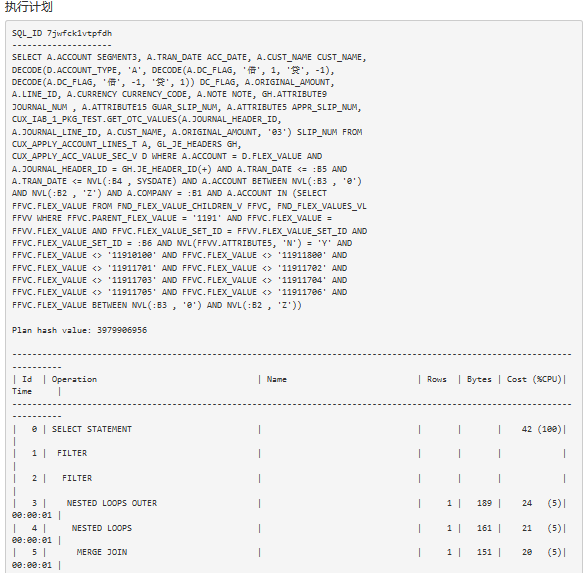 执行计划
SQL_ID 7jwfck1vtpfdh
--------------------
SELECT A.ACCOUNT SEGMENT3, A.TRAN_DATE ACC_DATE, A.CUST_NAME CUST_NAME,
DECODE(D.ACCOUNT_TYPE, 'A', DECODE(A.DC_FLAG, '借', 1, '贷', -1),
DECODE(A.DC_FLAG, '借', -1, '贷', 1)) DC_FLAG, A.ORIGINAL_AMOUNT,
A.LINE_ID, A.CURRENCY CURRENCY_CODE, A.NOTE NOTE, GH.ATTRIBUTE9
JOURNAL_NUM , A.ATTRIBUTE15 GUAR_SLIP_NUM, A.ATTRIBUTE5 APPR_SLIP_NUM,
CUX_IAB_1_PKG_TEST.GET_OTC_VALUES(A.JOURNAL_HEADER_ID,
A.JOURNAL_LINE_ID, A.CUST_NAME, A.ORIGINAL_AMOUNT, '03') SLIP_NUM FROM
CUX_APPLY_ACCOUNT_LINES_T A, GL_JE_HEADERS GH,
CUX_APPLY_ACC_VALUE_SEC_V D WHERE A.ACCOUNT = D.FLEX_VALUE AND
A.JOURNAL_HEADER_ID = GH.JE_HEADER_ID(+) AND A.TRAN_DATE <= :B5 AND
A.TRAN_DATE <= NVL(:B4 , SYSDATE) AND A.ACCOUNT BETWEEN NVL(:B3 , '0')
AND NVL(:B2 , 'Z') AND A.COMPANY = :B1 AND A.ACCOUNT IN (SELECT
FFVC.FLEX_VALUE FROM FND_FLEX_VALUE_CHILDREN_V FFVC, FND_FLEX_VALUES_VL
FFVV WHERE FFVC.PARENT_FLEX_VALUE = '1191' AND FFVC.FLEX_VALUE =
FFVV.FLEX_VALUE AND FFVC.FLEX_VALUE_SET_ID = FFVV.FLEX_VALUE_SET_ID AND
FFVC.FLEX_VALUE_SET_ID = :B6 AND NVL(FFVV.ATTRIBUTE5, 'N') = 'Y' AND
FFVC.FLEX_VALUE <> '11910100' AND FFVC.FLEX_VALUE <> '11911800' AND
FFVC.FLEX_VALUE <> '11911701' AND FFVC.FLEX_VALUE <> '11911702' AND
FFVC.FLEX_VALUE <> '11911703' AND FFVC.FLEX_VALUE <> '11911704' AND
FFVC.FLEX_VALUE <> '11911705' AND FFVC.FLEX_VALUE <> '11911706' AND
FFVC.FLEX_VALUE BETWEEN NVL(:B3 , '0') AND NVL(:B2 , 'Z'))
Plan hash value: 3979906956
------------------------------------------------------------------------------------------------------------------
----------
| Id | Operation | Name | Rows | Bytes | Cost (%CPU)|
Time |
------------------------------------------------------------------------------------------------------------------
----------
| 0 | SELECT STATEMENT | | | | 42 (100)|
|
| 1 | FILTER | | | | |
|
| 2 | FILTER | | | | |
|
| 3 | NESTED LOOPS OUTER | | 1 | 189 | 24 (5)|
00:00:01 |
| 4 | NESTED LOOPS | | 1 | 161 | 21 (5)|
00:00:01 |
| 5 | MERGE JOIN | | 1 | 151 | 20 (5)|
00:00:01 |